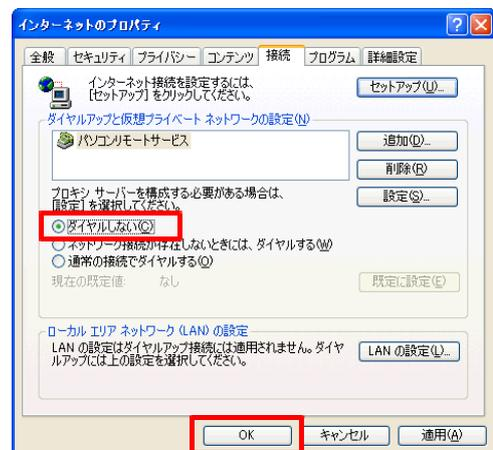 インターネットのプロパティ
全般 セキュリティ プライバシー コンテンツ 接続 プログラム 詳細設定
インターネット接続を設定するには、
[セットアップ] をクリックしてください。
セットアップ(U)...
ダイヤルアップと仮想プライベート ネットワークの設定(N)
パソコンリモートサービス
追加(D)...
削除(R)
プロキシ サーバーを構成する必要がある場合は、
[設定] を選択してください。
設定(S)...
ダイヤルしない(C)
ネットワーク接続が存在しないときには、ダイヤルする(W)
通常の接続でダイヤルする(O)
現在の既定値: なし
既定に設定(E)
ローカル エリア ネットワーク (LAN) の設定
LAN の設定はダイヤルアップ接続には適用されません。ダイヤ
ルアップには上の設定を選択してください。
LAN の設定(L)...
OK キャンセル 適用(A)